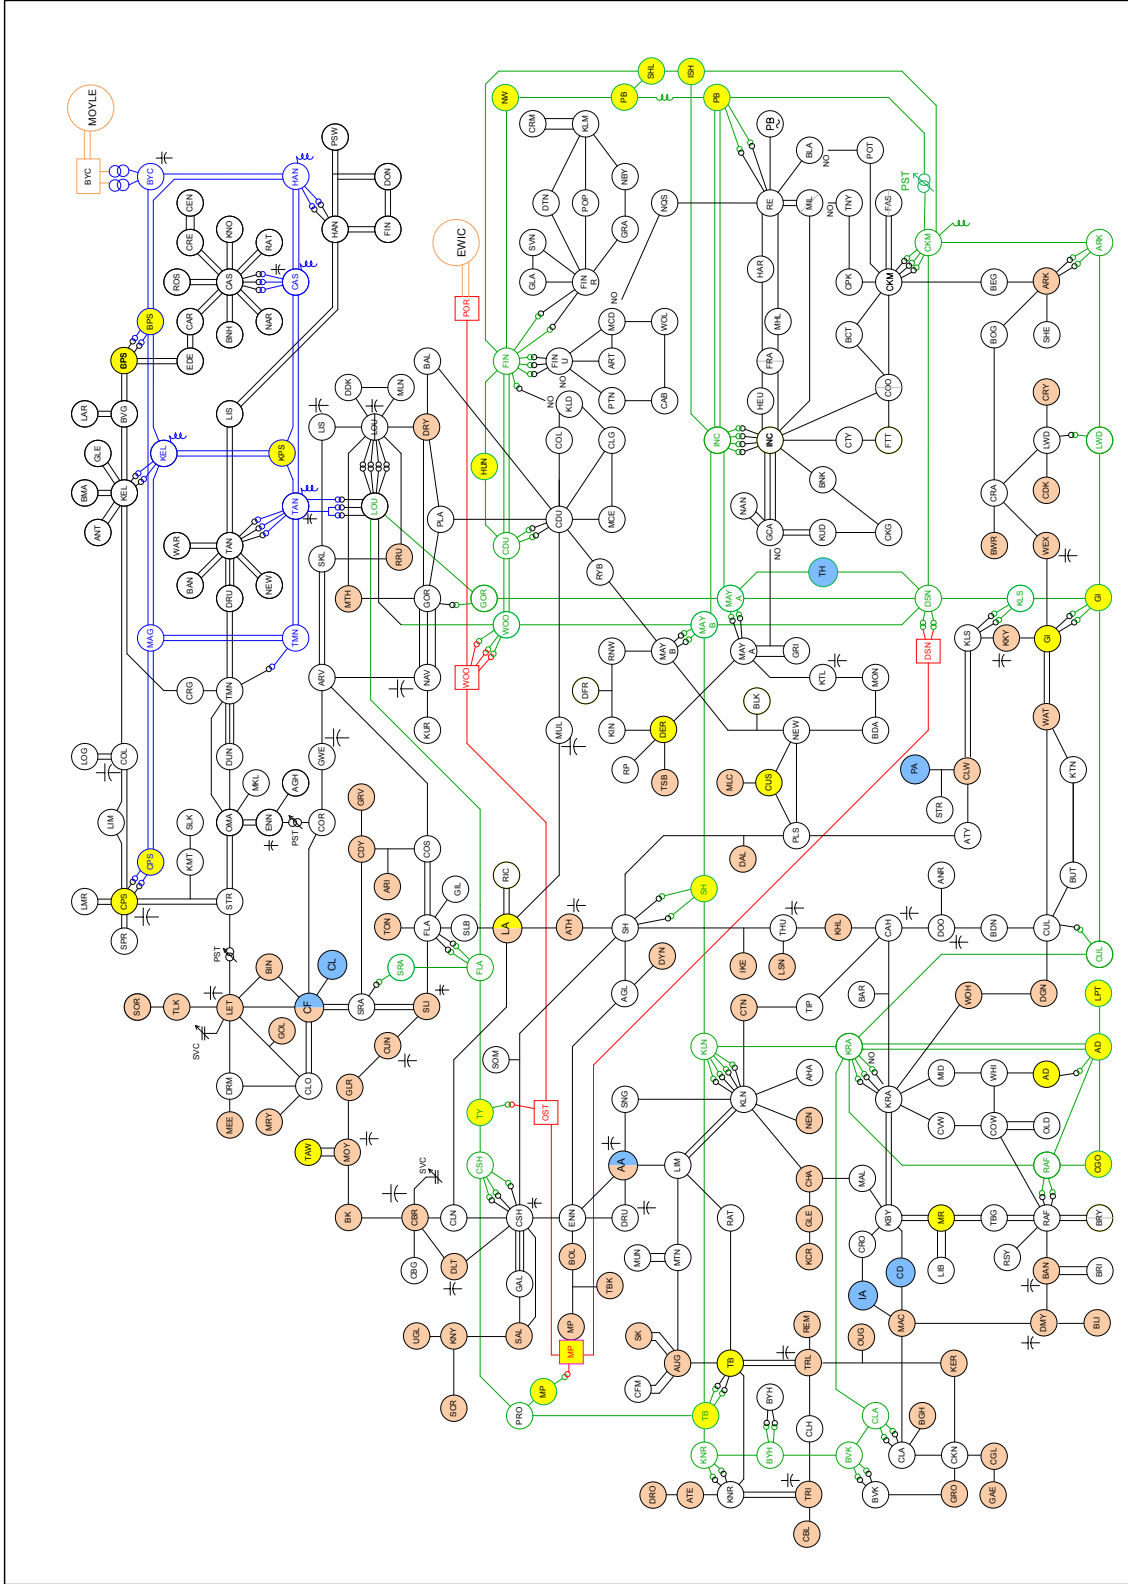 ANT
BMA
GLE
LAR
KEL
BVG
BPS
BPS
LOG
COL
LIM
LMR
CPS
SPR
CPS
SLK
KMT
STR
MAG
KEL
KPS
BYC
MOYLE
BYC
HAN
CAS
CEN
CRE
KNO
ROS
RAT
CAS
CAR
EDE
BNH
NAR
PSW
HAN
DON
FIN
LIS
TAN
TAN
WAR
BAN
NEW
DRU
TMN
TMN
CRG
DUN
MKL
AGH
OMA
ENN
PST
COR
GWE
ARV
SKL
LIS
DDK
MLN
LOU
LOU
DRY
BAL
PLA
RRU
MTH
GOR
GOR
NAV
KUR
PST
SOR
TLK
LET
BIN
CL
CF
GOL
SVC
DRM
MEE
MRY
CLO
SRA
SRA
GRV
CDY
ARI
TON
COS
FLA
FLA
GIL
SLB
SLI
CUN
GLR
MOY
TAW
BK
CBR
SVC
CBG
CLN
DLT
CSH
CSH
SOM
TY
OST
GAL
SAL
UGL
KNY
SCR
PRO
MP
MP
MP
BOL
TBK
ENN
LA
RIC
ATH
MUL
EWIC
POR
WOO
WOO
HUN
CDU
CDU
FIN
NW
PB
SHL
ISH
PB
CRM
KLM
DTN
POP
NBY
SVN
GLA
FIN
R
GRA
NQS
NO
MCD
WOL
FIN
U
ART
PTN
CAB
NO
NO
KLD
COL
CLG
MCE
RYB
RNW
MAY
B
MAY
B
DFR
KIN
DER
RP
TSB
MAY
A
MAY
A
GRI
KTL
MON
BDA
NEW
BLK
CUS
MLC
PLS
DAL
INC
INC
PB
RE
BLA
NO
POT
MIL
NO
TNY
FAS
HAR
MHL
FRA
HEU
CPK
CKM
CKM
PST
BCT
COO
CTY
FTT
BNK
NAN
GCA
KUD
CKG
NO
TH
DSN
DSN
BEG
ARK
ARK
BOG
SHE
CRY
CRA
LWD
LWD
CDK
BWR
WEX
KLS
KLS
KKY
GI
GI
WAT
KTN
PA
CLW
STR
ATY
BUT
ANR
DOO
BDN
CUL
CUL
SH
SH
AGL
DYN
IKE
THU
LSN
KHL
CAH
CTN
TIP
BAR
WOH
DGN
LPT
KLN
KLN
KRA
KRA
NO
AHA
NEN
SNG
AA
DRU
LIM
RAT
MUN
MTN
CHA
GLE
KCR
MAL
KBY
CRO
IA
CD
MAC
MID
CVW
WHI
COW
OLD
AD
AD
RAF
RAF
CGO
BRY
MR
LIB
TBG
RSY
BAN
BRI
DMY
BLI
SK
AUG
CFM
TB
TB
TRL
REM
OUG
KER
BYH
BYH
CLH
KNR
KNR
DRO
ATE
TRI
CBL
BVK
BVK
CLA
CLA
BGH
CKN
CGL
GRO
GAE